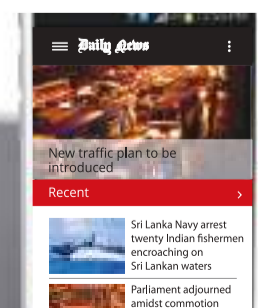 Daily News
New traffic plan to be
introduced
Recent
Sri Lanka Navy arrest
twenty Indian fishermen
encroaching on
Sri Lankan waters
Parliament adjourned
amidst commotion